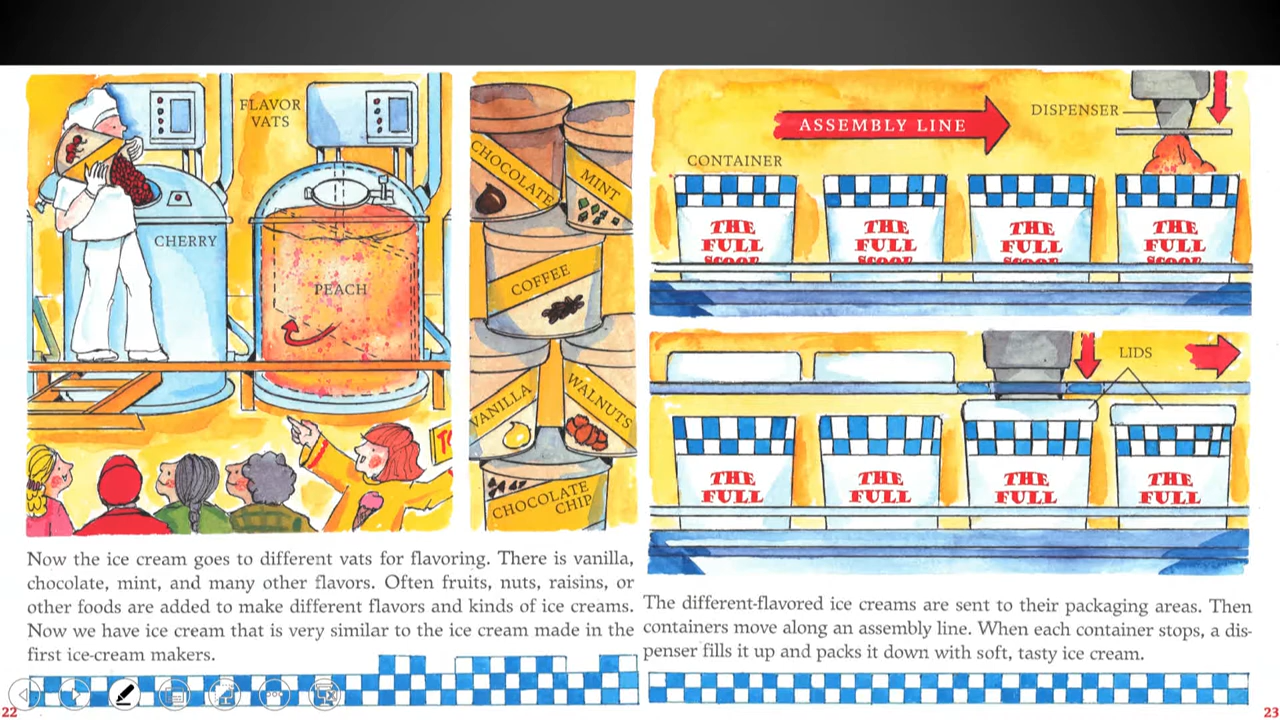 FLAVOR
VATS
CHERRY
PEACH
CHOCOLATE
MINT
COFFEE
VANILLA
WALNUTS
CHOCOLATE
CHIP
Now the ice cream goes to different vats for flavoring. There is vanilla,
chocolate, mint, and many other flavors. Often fruits, nuts, raisins, or
other foods are added to make different flavors and kinds of ice creams.
Now we have ice cream that is very similar to the ice cream made in the
first ice-cream makers.
22
ASSEMBLY LINE
DISPENSER
CONTAINER
THE
FULL
SCOOP
THE
FULL
SCOOP
THE
FULL
SCOOP
THE
FULL
SCOOP
LIDS
THE
FULL
THE
FULL
THE
FULL
THE
FULL
The different-flavored ice creams are sent to their packaging areas. Then
containers move along an assembly line. When each container stops, a dis-
penser fills it up and packs it down with soft, tasty ice cream.
23